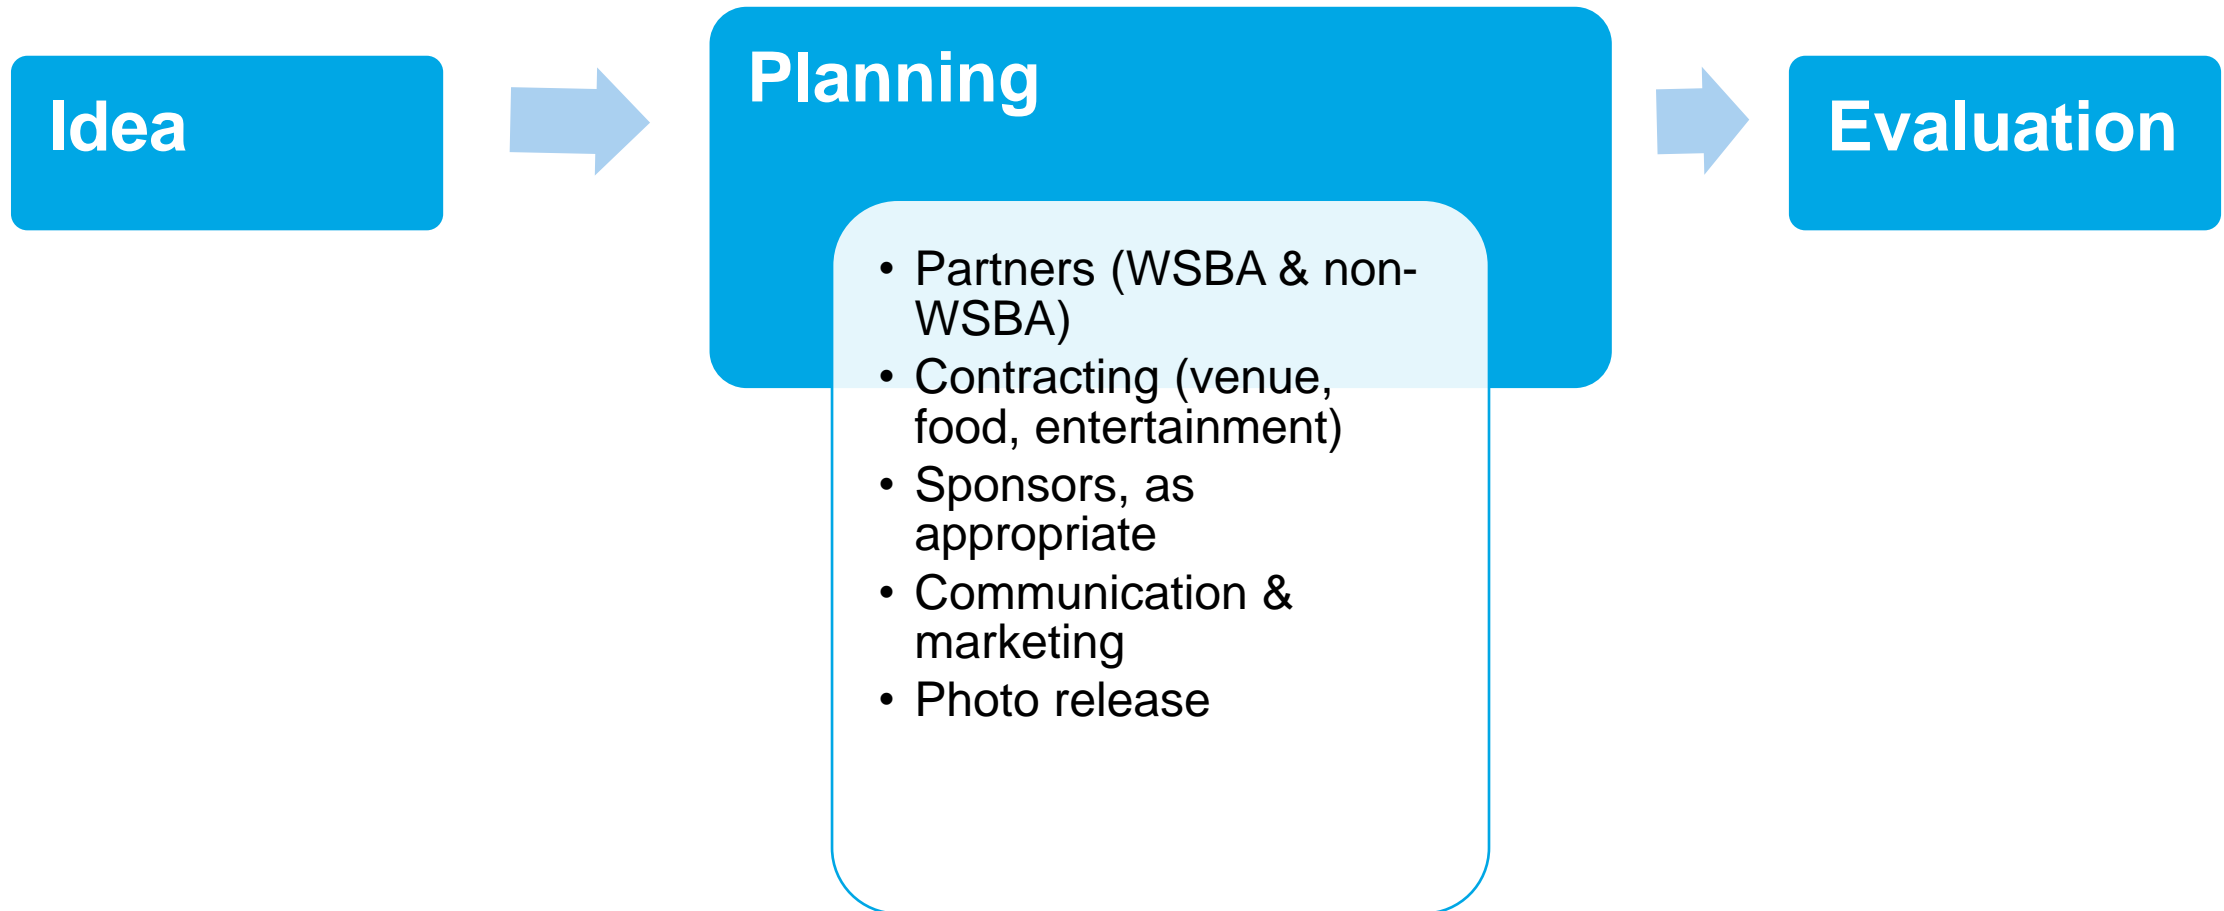 Idea
Planning
• Partners (WSBA & non-
WSBA)
• Contracting (venue,
food, entertainment)
• Sponsors, as
appropriate
• Communication &
marketing
• Photo release
Evaluation